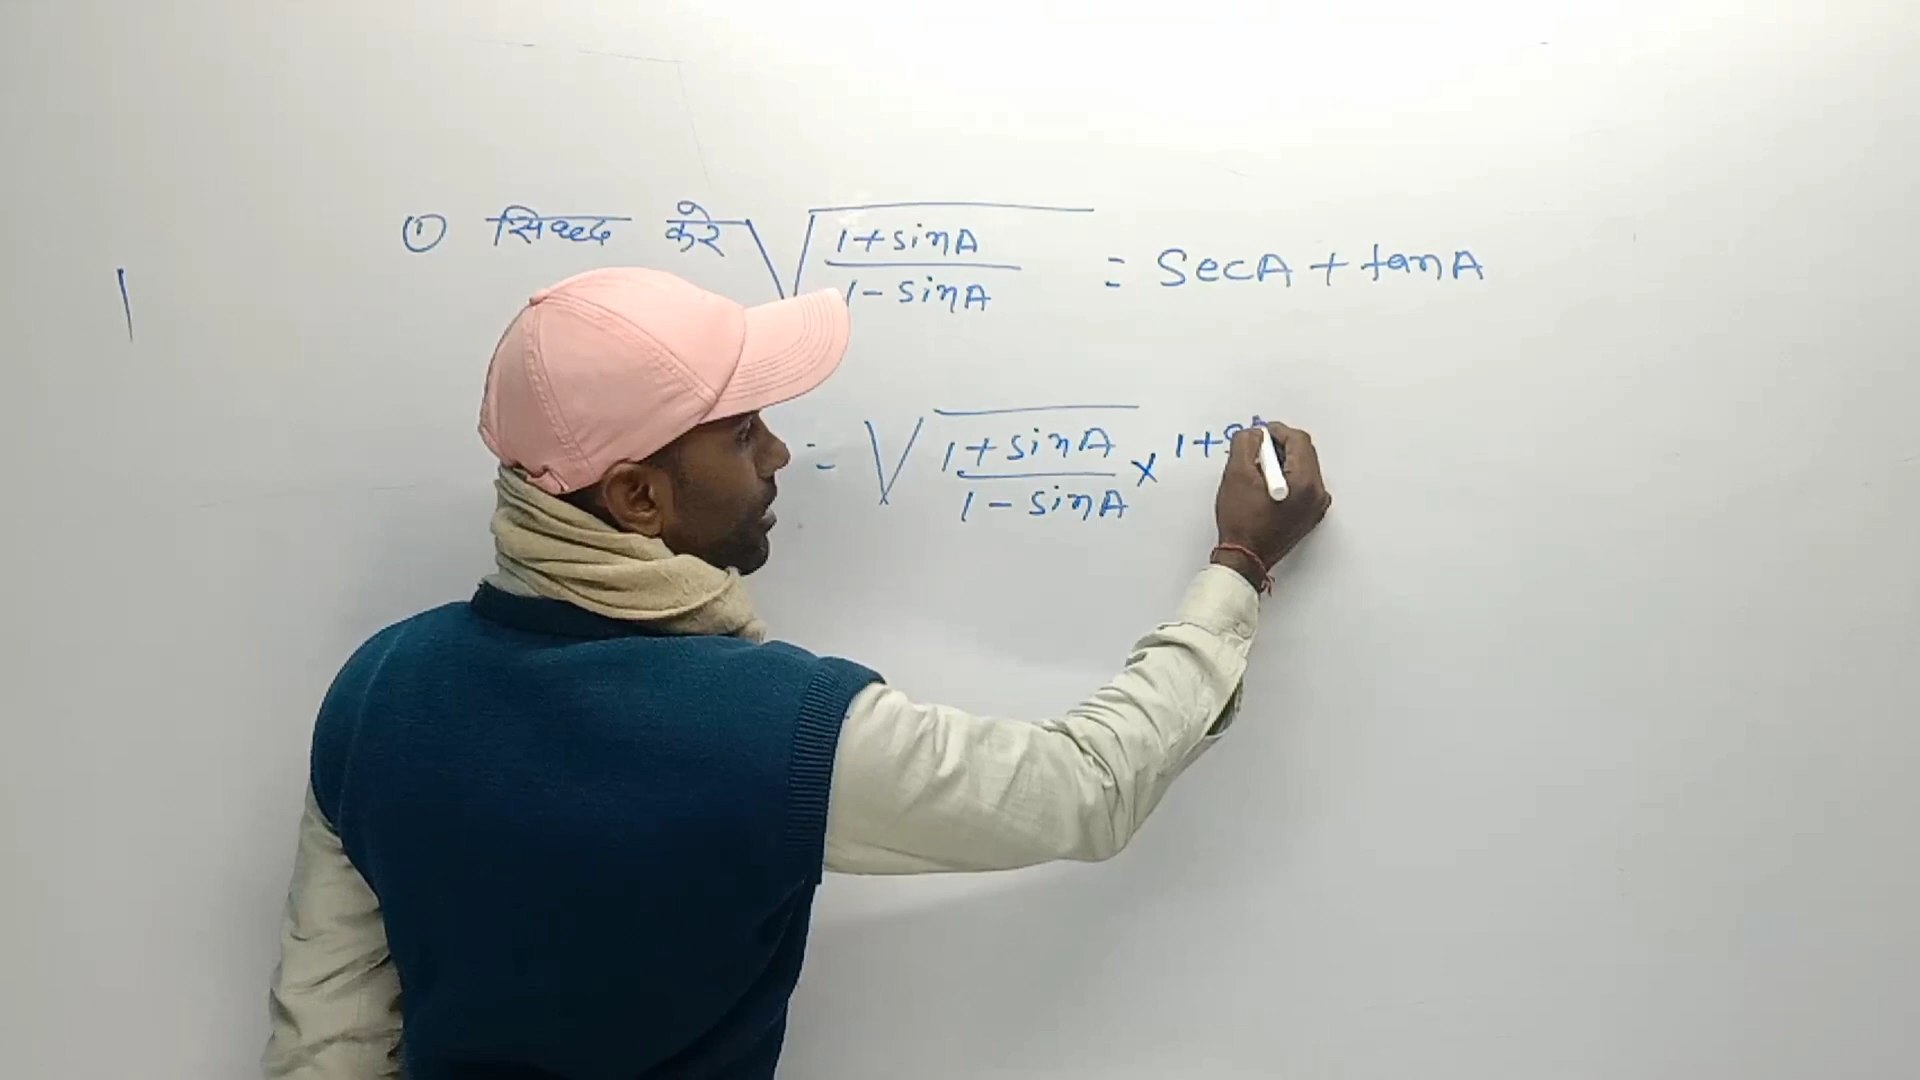 ① सिध्द करे √(1+sinA / 1-sinA) = SecA + tanA
= √(1+sinA / 1-sinA × 1+